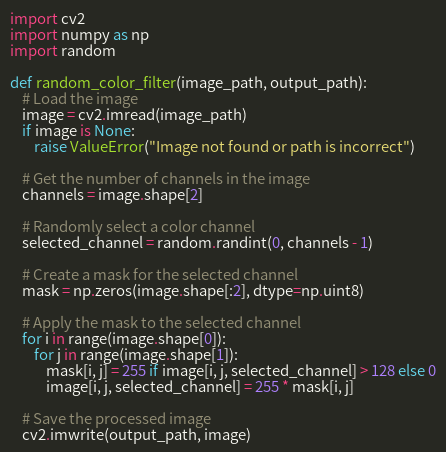 import cv2
import numpy as np
import random

def random_color_filter(image_path, output_path):
    # Load the image
    image = cv2.imread(image_path)
    if image is None:
        raise ValueError("Image not found or path is incorrect")

    # Get the number of channels in the image
    channels = image.shape[2]

    # Randomly select a color channel
    selected_channel = random.randint(0, channels - 1)

    # Create a mask for the selected channel
    mask = np.zeros(image.shape[:2], dtype=np.uint8)

    # Apply the mask to the selected channel
    for i in range(image.shape[0]):
        for j in range(image.shape[1]):
            mask[i, j] = 255 if image[i, j, selected_channel] > 128 else 0
            image[i, j, selected_channel] = 255 * mask[i, j]

    # Save the processed image
    cv2.imwrite(output_path, image)